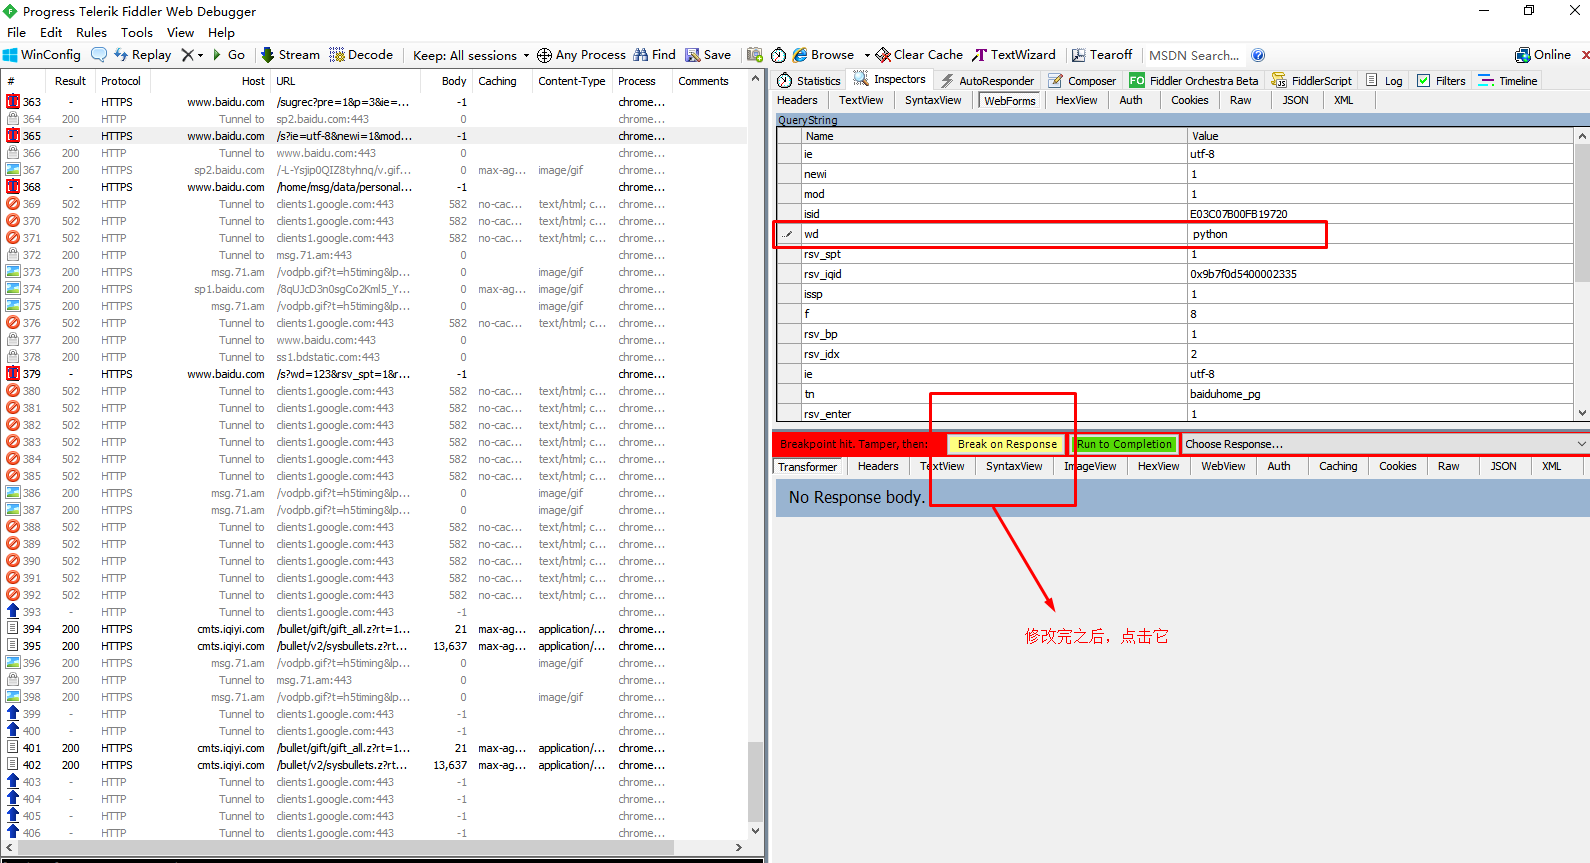 Progress Telerik Fiddler Web Debugger
File Edit Rules Tools View Help
WinConfig Replay Go Stream Decode Keep: All sessions Any Process Find Save Browse Clear Cache TextWizard Tearoff MSDN Search... Online
# Result Protocol Host URL Body Caching Content-Type Process Comments
363 - HTTPS www.baidu.com /sugrec?pre=1&p=3&ie=... -1 chrome...
364 200 HTTP Tunnel to sp2.baidu.com:443 0 chrome...
365 - HTTPS www.baidu.com /s?ie=utf-8&newi=1&mod... -1 chrome...
366 200 HTTP Tunnel to www.baidu.com:443 0 chrome...
367 200 HTTPS sp2.baidu.com /-L-Ysjip0QIZ8tyhnq/v.gif... 0 max-ag... image/gif chrome...
368 - HTTPS www.baidu.com /home/msg/data/personal... -1 chrome...
369 502 HTTP Tunnel to clients1.google.com:443 582 no-cac... text/html; c... chrome...
370 502 HTTP Tunnel to clients1.google.com:443 582 no-cac... text/html; c... chrome...
371 502 HTTP Tunnel to clients1.google.com:443 582 no-cac... text/html; c... chrome...
372 200 HTTP Tunnel to msg.71.am:443 0 chrome...
373 200 HTTPS msg.71.am /vodpb.gif?t=h5timing&lp... 0 image/gif chrome...
374 200 HTTPS sp1.baidu.com /8qUJcD3n0sgCo2Kml5_Y... 0 max-ag... image/gif chrome...
375 200 HTTPS msg.71.am /vodpb.gif?t=h5timing&lp... 0 image/gif chrome...
376 502 HTTP Tunnel to clients1.google.com:443 582 no-cac... text/html; c... chrome...
377 200 HTTP Tunnel to www.baidu.com:443 0 chrome...
378 200 HTTP Tunnel to ss1.bdstatic.com:443 0 chrome...
379 - HTTPS www.baidu.com /s?wd=123&rsv_spt=1&r... -1 chrome...
380 502 HTTP Tunnel to clients1.google.com:443 582 no-cac... text/html; c... chrome...
381 502 HTTP Tunnel to clients1.google.com:443 582 no-cac... text/html; c... chrome...
382 502 HTTP Tunnel to clients1.google.com:443 582 no-cac... text/html; c... chrome...
383 502 HTTP Tunnel to clients1.google.com:443 582 no-cac... text/html; c... chrome...
384 502 HTTP Tunnel to clients1.google.com:443 582 no-cac... text/html; c... chrome...
385 502 HTTP Tunnel to clients1.google.com:443 582 no-cac... text/html; c... chrome...
386 200 HTTPS msg.71.am /vodpb.gif?t=h5timing&lp... 0 image/gif chrome...
387 200 HTTPS msg.71.am /vodpb.gif?t=h5timing&lp... 0 image/gif chrome...
388 502 HTTP Tunnel to clients1.google.com:443 582 no-cac... text/html; c... chrome...
389 502 HTTP Tunnel to clients1.google.com:443 582 no-cac... text/html; c... chrome...
390 502 HTTP Tunnel to clients1.google.com:443 582 no-cac... text/html; c... chrome...
391 502 HTTP Tunnel to clients1.google.com:443 582 no-cac... text/html; c... chrome...
392 502 HTTP Tunnel to clients1.google.com:443 582 no-cac... text/html; c... chrome...
393 - HTTP Tunnel to clients1.google.com:443 -1 chrome...
394 200 HTTPS cmts.iqiyi.com /bullet/gift/gift_all.z?rt=1... 21 max-ag... application/... chrome...
395 200 HTTPS cmts.iqiyi.com /bullet/v2/sysbullets.z?rt... 13,637 max-ag... application/... chrome...
396 200 HTTPS msg.71.am /vodpb.gif?t=h5timing&lp... 0 image/gif chrome...
397 200 HTTP Tunnel to msg.71.am:443 0 chrome...
398 200 HTTPS msg.71.am /vodpb.gif?t=h5timing&lp... 0 image/gif chrome...
399 - HTTP Tunnel to clients1.google.com:443 -1 chrome...
400 - HTTP Tunnel to clients1.google.com:443 -1 chrome...
401 200 HTTPS cmts.iqiyi.com /bullet/gift/gift_all.z?rt=1... 21 max-ag... application/... chrome...
402 200 HTTPS cmts.iqiyi.com /bullet/v2/sysbullets.z?rt... 13,637 max-ag... application/... chrome...
403 - HTTP Tunnel to clients1.google.com:443 -1 chrome...
404 - HTTP Tunnel to clients1.google.com:443 -1 chrome...
405 - HTTP Tunnel to clients1.google.com:443 -1 chrome...
406 - HTTP Tunnel to clients1.google.com:443 -1 chrome...
Statistics Inspectors AutoResponder Composer FO Fiddler Orchestra Beta FiddlerScript Log Filters Timeline
Headers TextView SyntaxView WebForms HexView Auth Cookies Raw JSON XML
QueryString
Name Value
ie utf-8
newi 1
mod 1
isid E03C07B00FB19720
wd python
rsv_spt 1
rsv_iqid 0x9b7f0d5400002335
issp 1
f 8
rsv_bp 1
rsv_idx 2
ie utf-8
tn baiduhome_pg
rsv_enter 1
Breakpoint hit. Tamper, then: Break on Response Run to Completion Choose Response...
Transformer Headers TextView SyntaxView ImageView HexView WebView Auth Caching Cookies Raw JSON XML
No Response body.
修改完之后，点击它